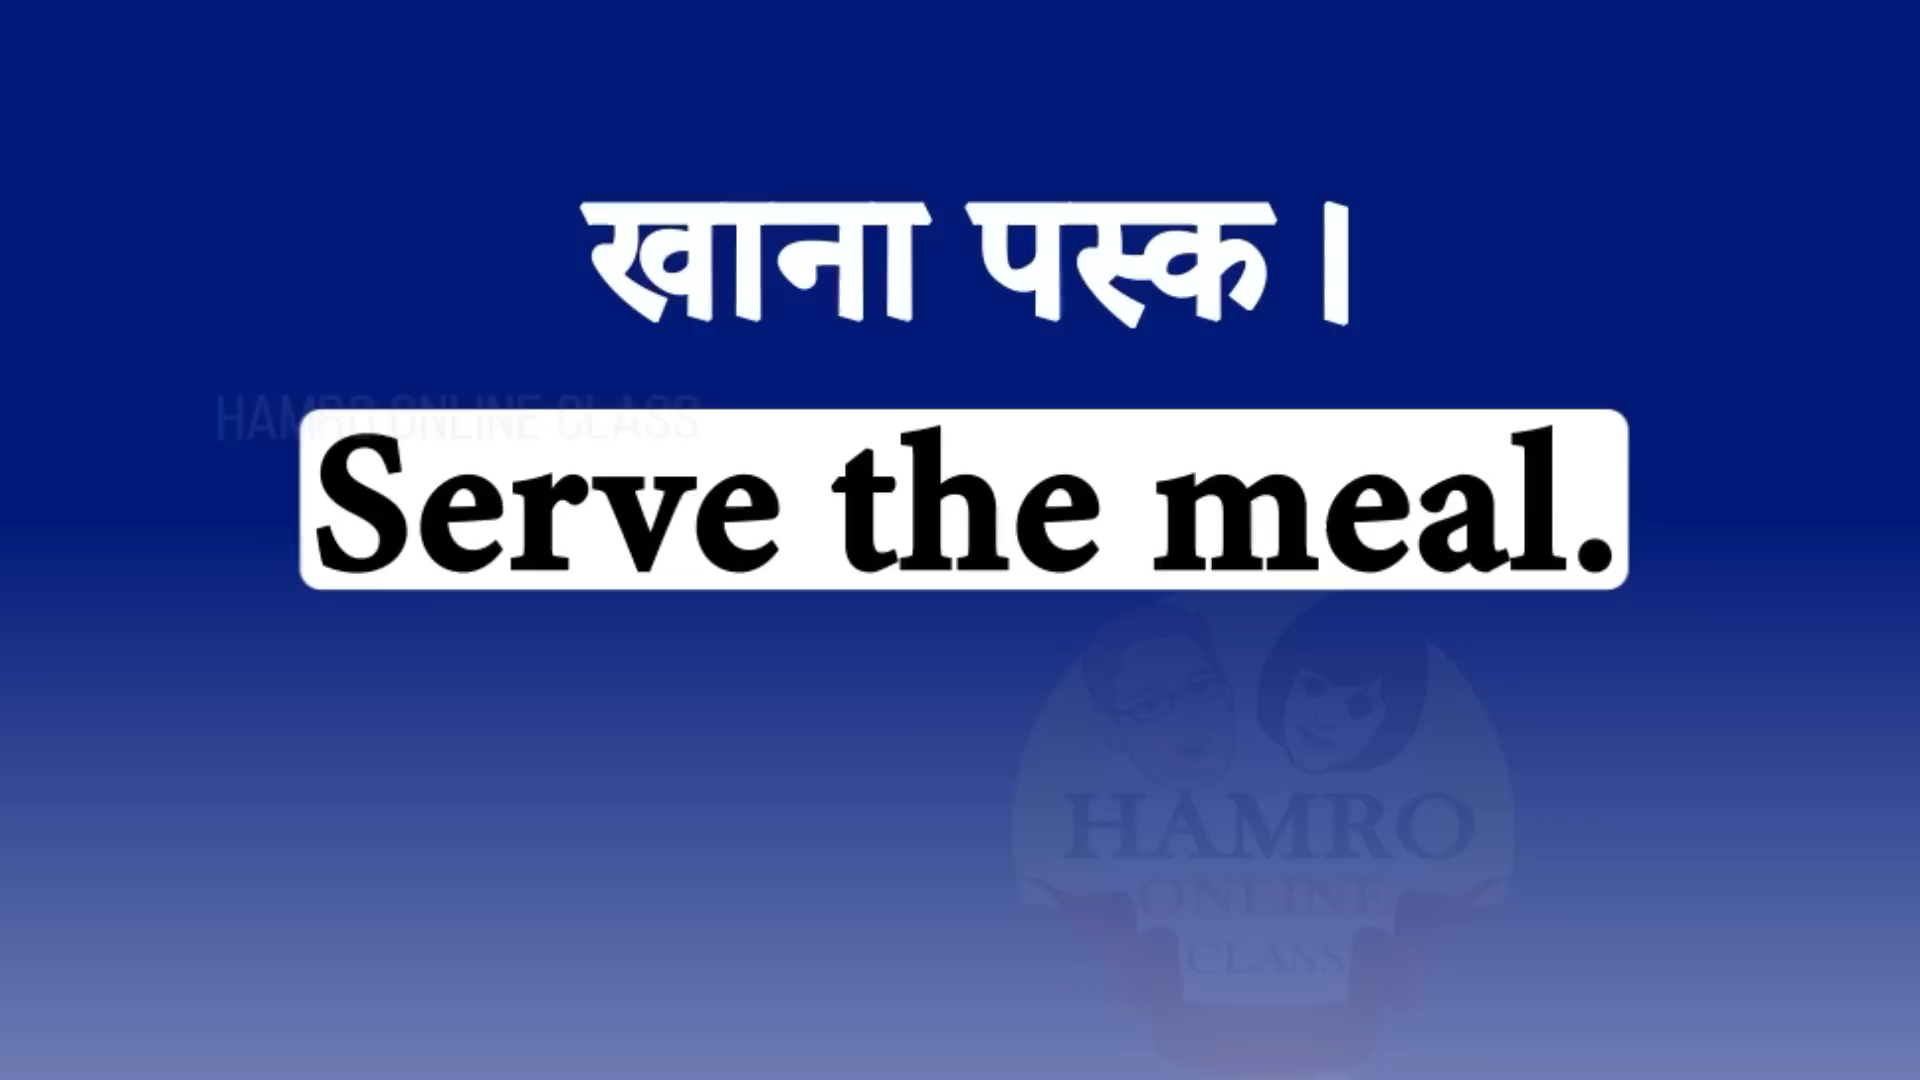 खाना पस्क ।
HAMRO ONLINE CLASS
Serve the meal.
HAMRO
ONLINE
CLASS